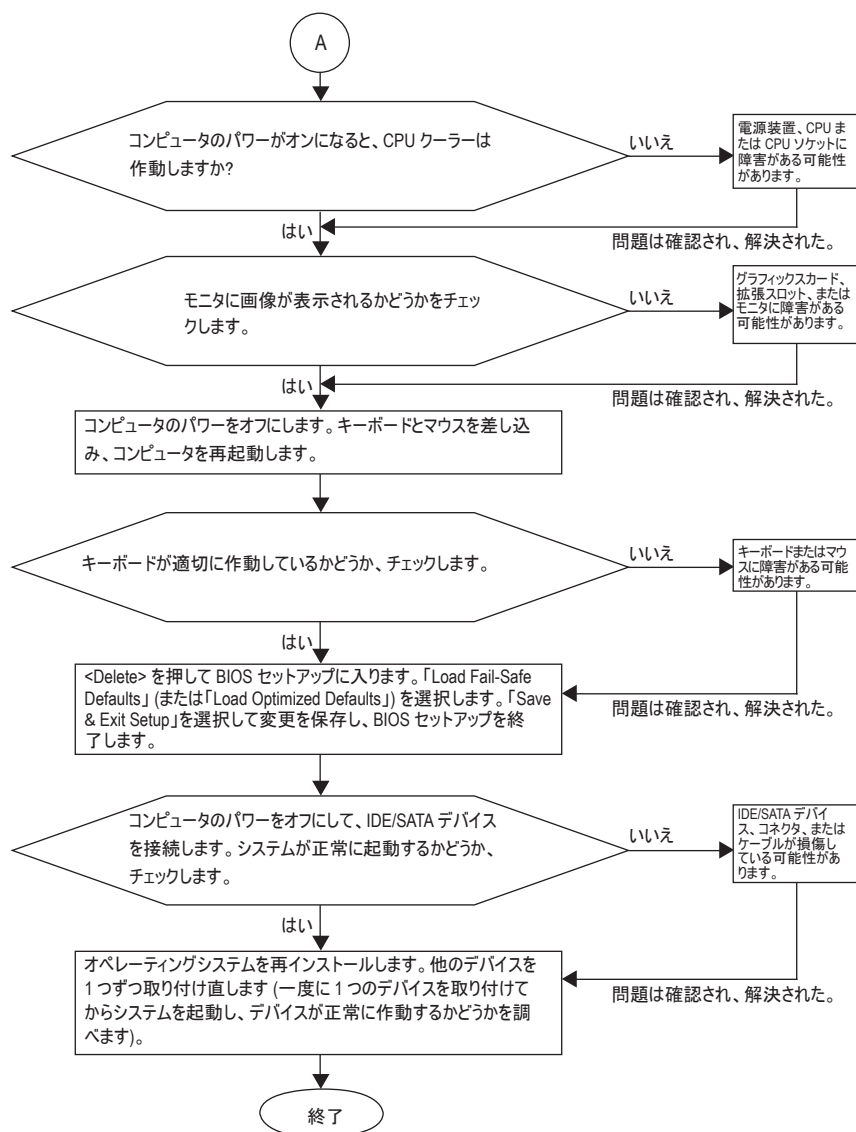 A
コンピュータのパワーがオンになると、CPU クーラーは
作動しますか?
いいえ
電源装置、CPU ま
たは CPU ソケットに
障害がある可能性
があります。
はい
問題は確認され、解決された。
モニタに画像が表示されるかどうかをチェッ
クします。
いいえ
グラフィックスカード、
拡張スロット、または
モニタに障害がある
可能性があります。
はい
問題は確認され、解決された。
コンピュータのパワーをオフにします。キーボードとマウスを差し込
み、コンピュータを再起動します。
キーボードが適切に作動しているかどうか、チェックします。
いいえ
キーボードまたはマウ
スに障害がある可能
性があります。
はい
<Delete> を押して BIOS セットアップに入ります。「Load Fail-Safe
Defaults」 (または「Load Optimized Defaults」) を選択します。「Save
& Exit Setup」を選択して変更を保存し、BIOS セットアップを終
了します。
問題は確認され、解決された。
コンピュータのパワーをオフにして、IDE/SATA デバイス
を接続します。システムが正常に起動するかどうか、
チェックします。
いいえ
IDE/SATA デバイ
ス、コネクタ、または
ケーブルが損傷し
ている可能性があ
ります。
はい
オペレーティングシステムを再インストールします。他のデバイスを
1 つずつ取り付け直します (一度に 1 つのデバイスを取り付けて
からシステムを起動し、デバイスが正常に作動するかどうかを調
べます)。
問題は確認され、解決された。
終了